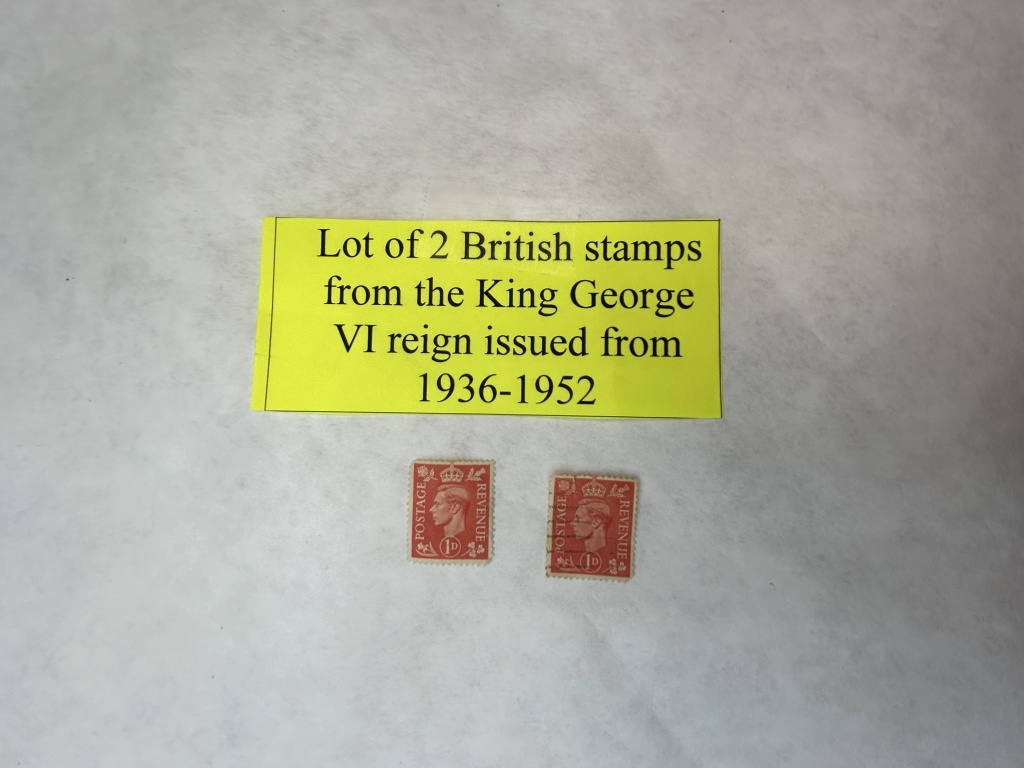 Lot of 2 British stamps
from the King George
VI reign issued from
1936-1952
POSTAGE
REVENUE
1D
POSTAGE
REVENUE
1D